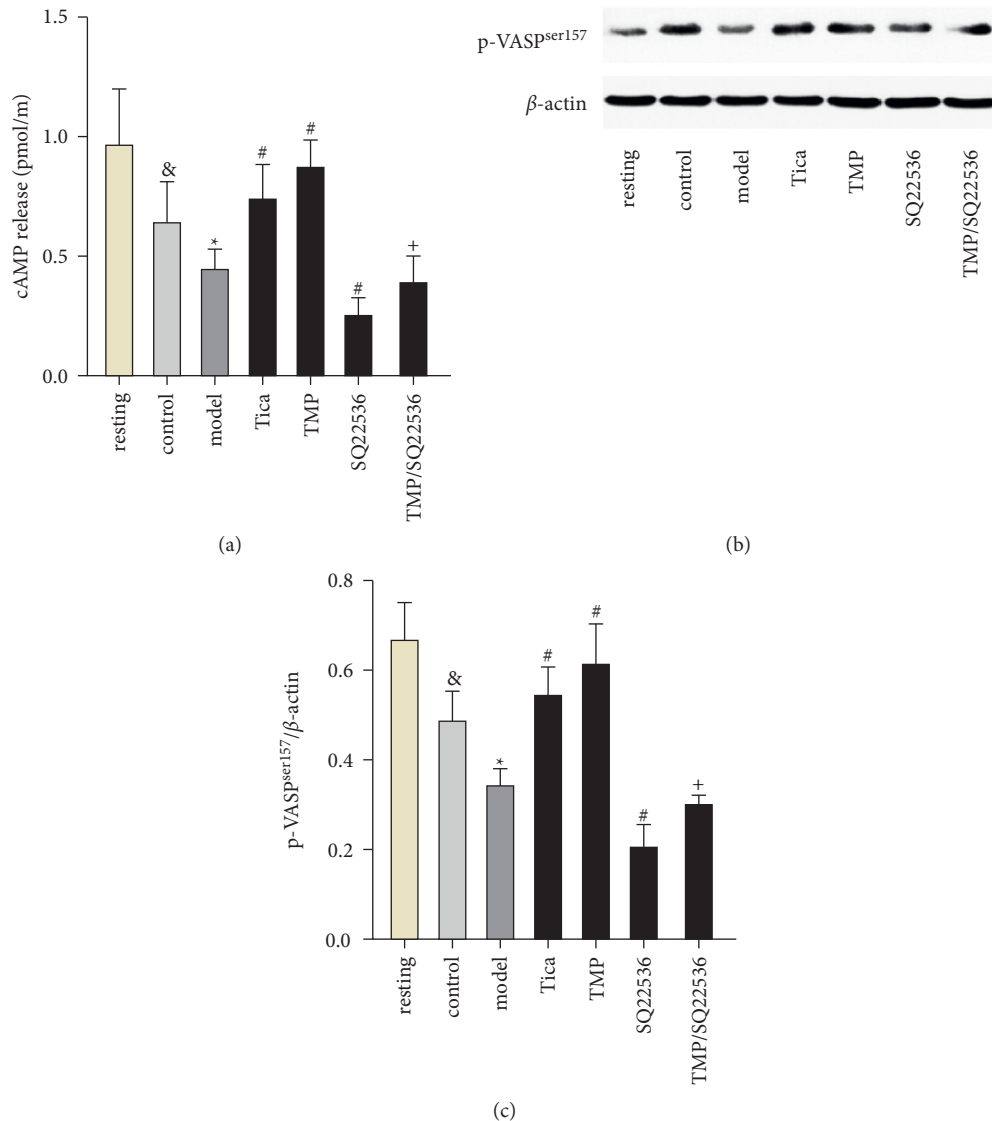 1.5
1.0
0.5
0.0
cAMP release (pmol/m)
&
*
#
#
#
+
resting
control
model
Tica
TMP
SQ22536
TMP/SQ22536
(a)
p-VASPser157
β-actin
resting
control
model
Tica
TMP
SQ22536
TMP/SQ22536
(b)
0.8
0.6
0.4
0.2
0.0
p-VASPser157/β-actin
&
*
#
#
#
+
resting
control
model
Tica
TMP
SQ22536
TMP/SQ22536
(c)